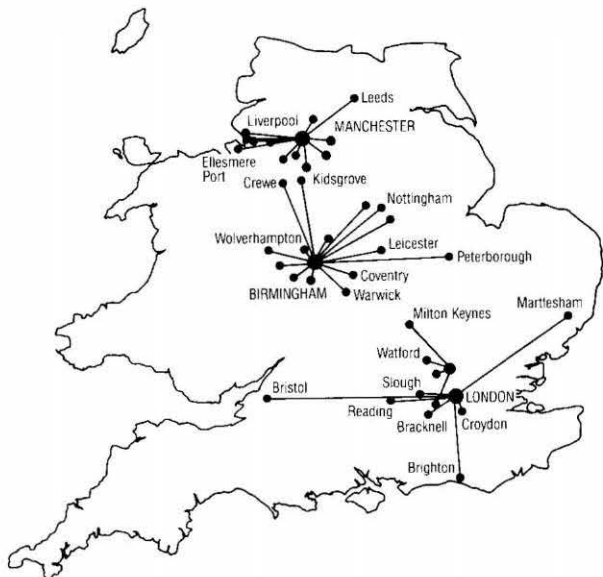 Leeds
Liverpool
MANCHESTER
Ellesmere
Port
Kidsgrove
Crewe
Nottingham
Wolverhampton
Leicester
Peterborough
Coventry
BIRMINGHAM
Warwick
Martlesham
Milton Keynes
Watford
Slough
Bristol
LONDON
Reading
Croydon
Bracknell
Brighton